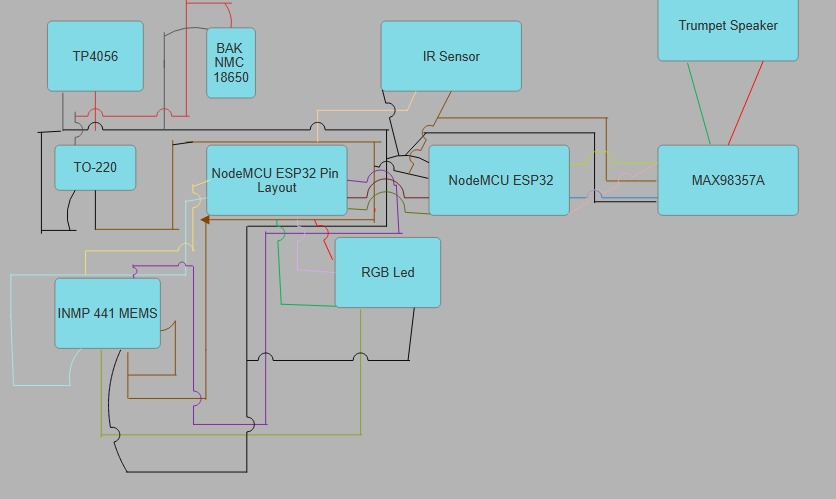 TP4056
BAK
NMC
18650
IR Sensor
Trumpet Speaker
TO-220
NodeMCU ESP32 Pin
Layout
NodeMCU ESP32
MAX98357A
RGB Led
INMP 441 MEMS